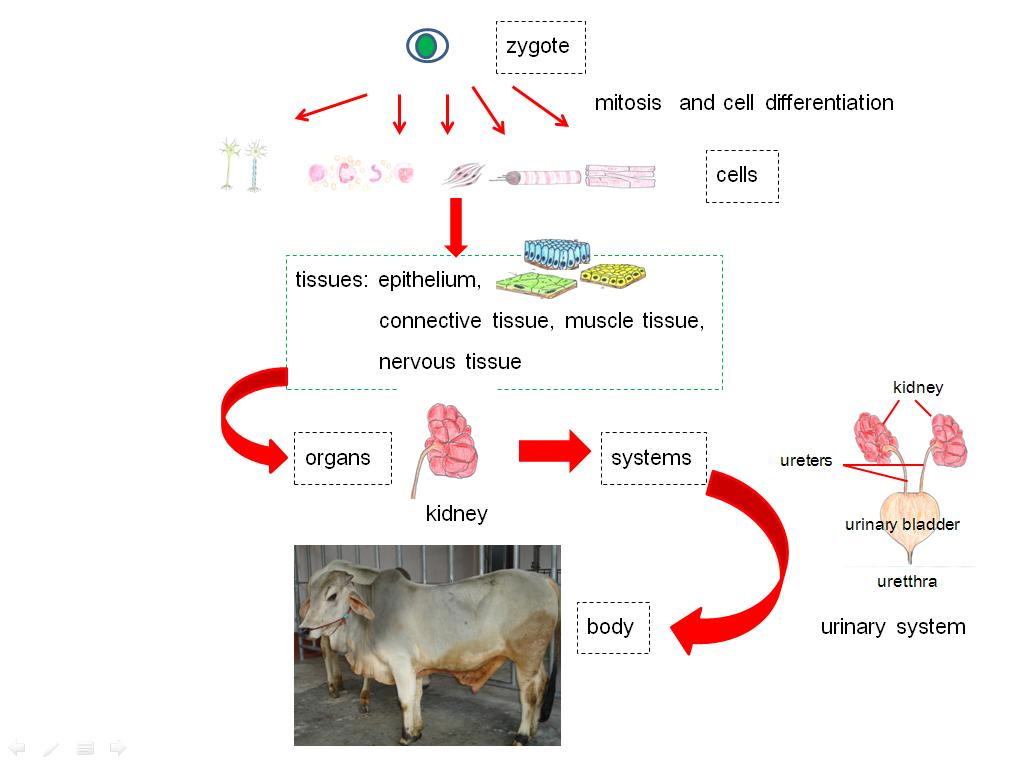 zygote
mitosis and cell differentiation
cells
tissues: epithelium,
connective tissue, muscle tissue,
nervous tissue
organs
kidney
systems
kidney
ureters
urinary bladder
uretthra
urinary system
body